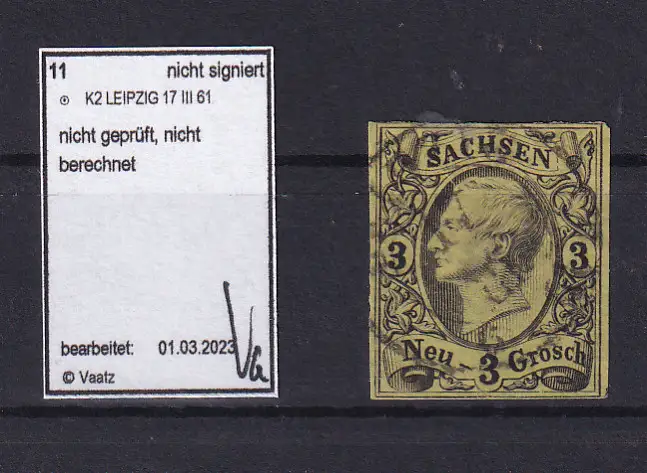 11 nicht signiert
⊙ K2 LEIPZIG 17 III 61
nicht geprüft, nicht
berechnet
bearbeitet: 01.03.2023
© Vaatz
SACHSEN
3 3
Neu - 3 Grosch